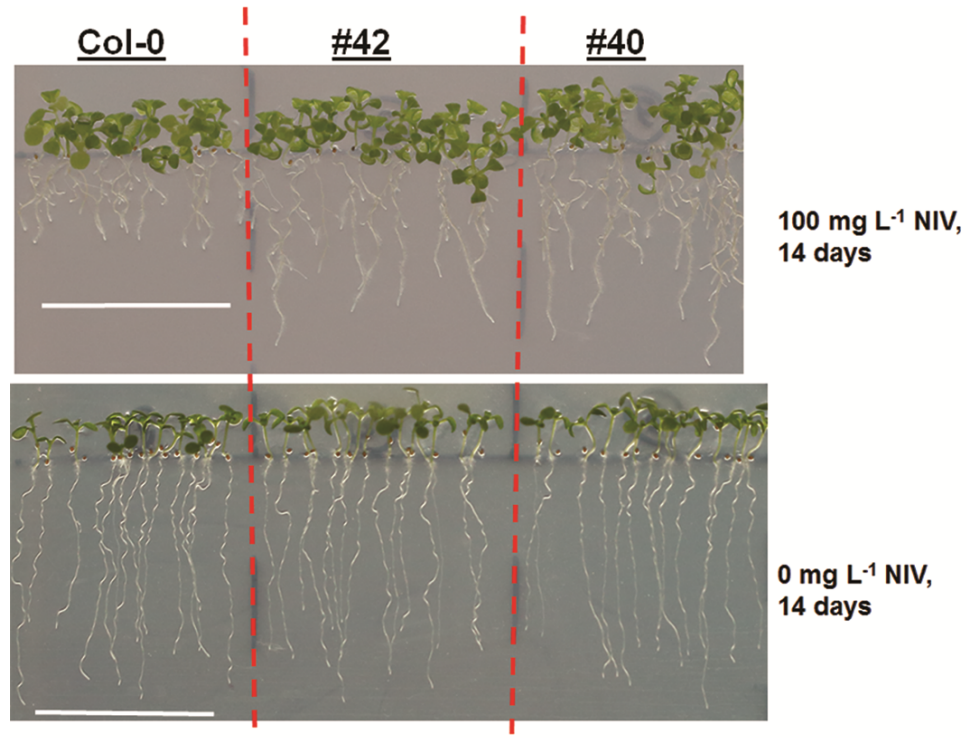 Col-0 #42 #40
100 mg L-1 NIV,
14 days
0 mg L-1 NIV,
14 days